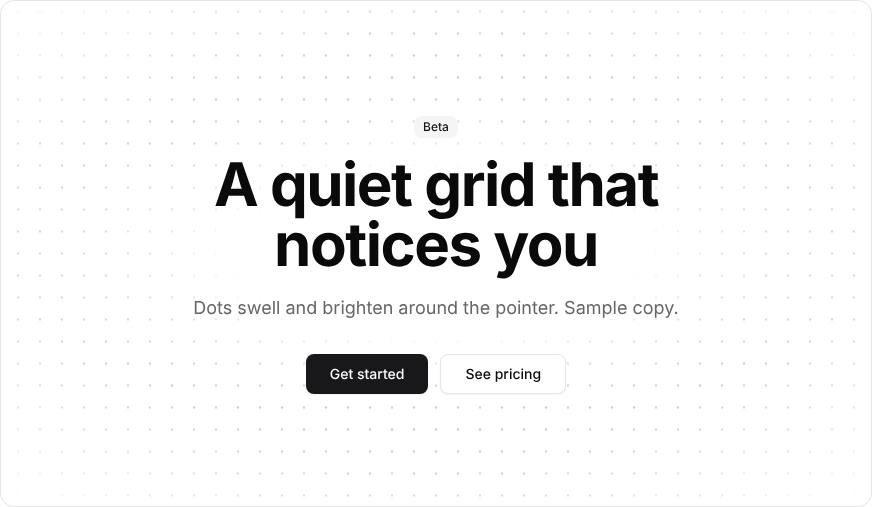 Beta
A quiet grid that
notices you
Dots swell and brighten around the pointer. Sample copy.
Get started
See pricing